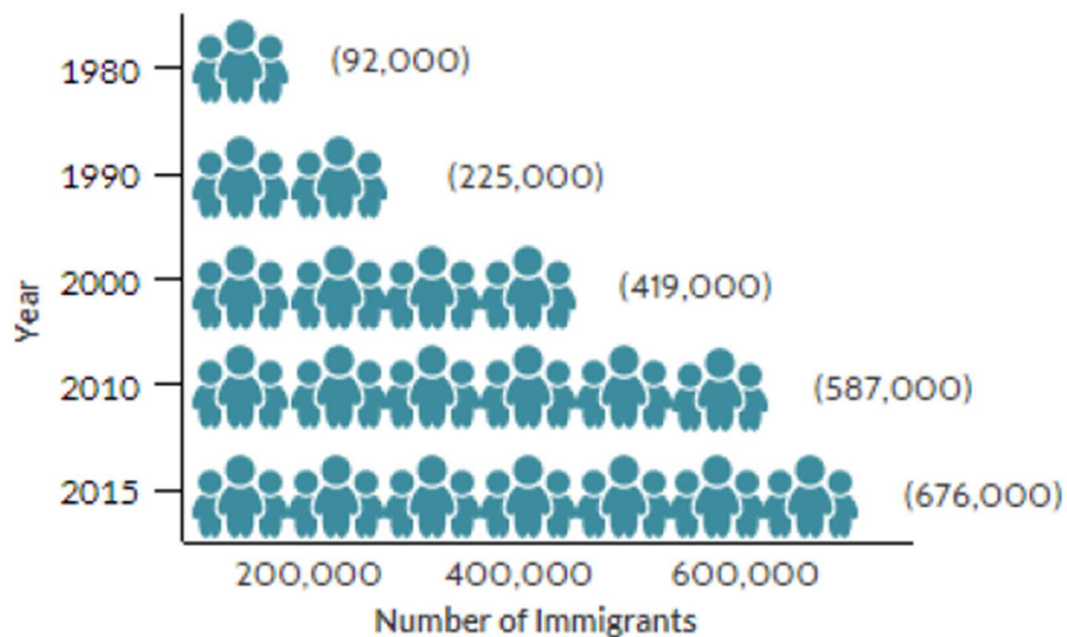 1980 (92,000)
1990 (225,000)
2000 (419,000)
2010 (587,000)
2015 (676,000)
Year
200,000 400,000 600,000
Number of Immigrants